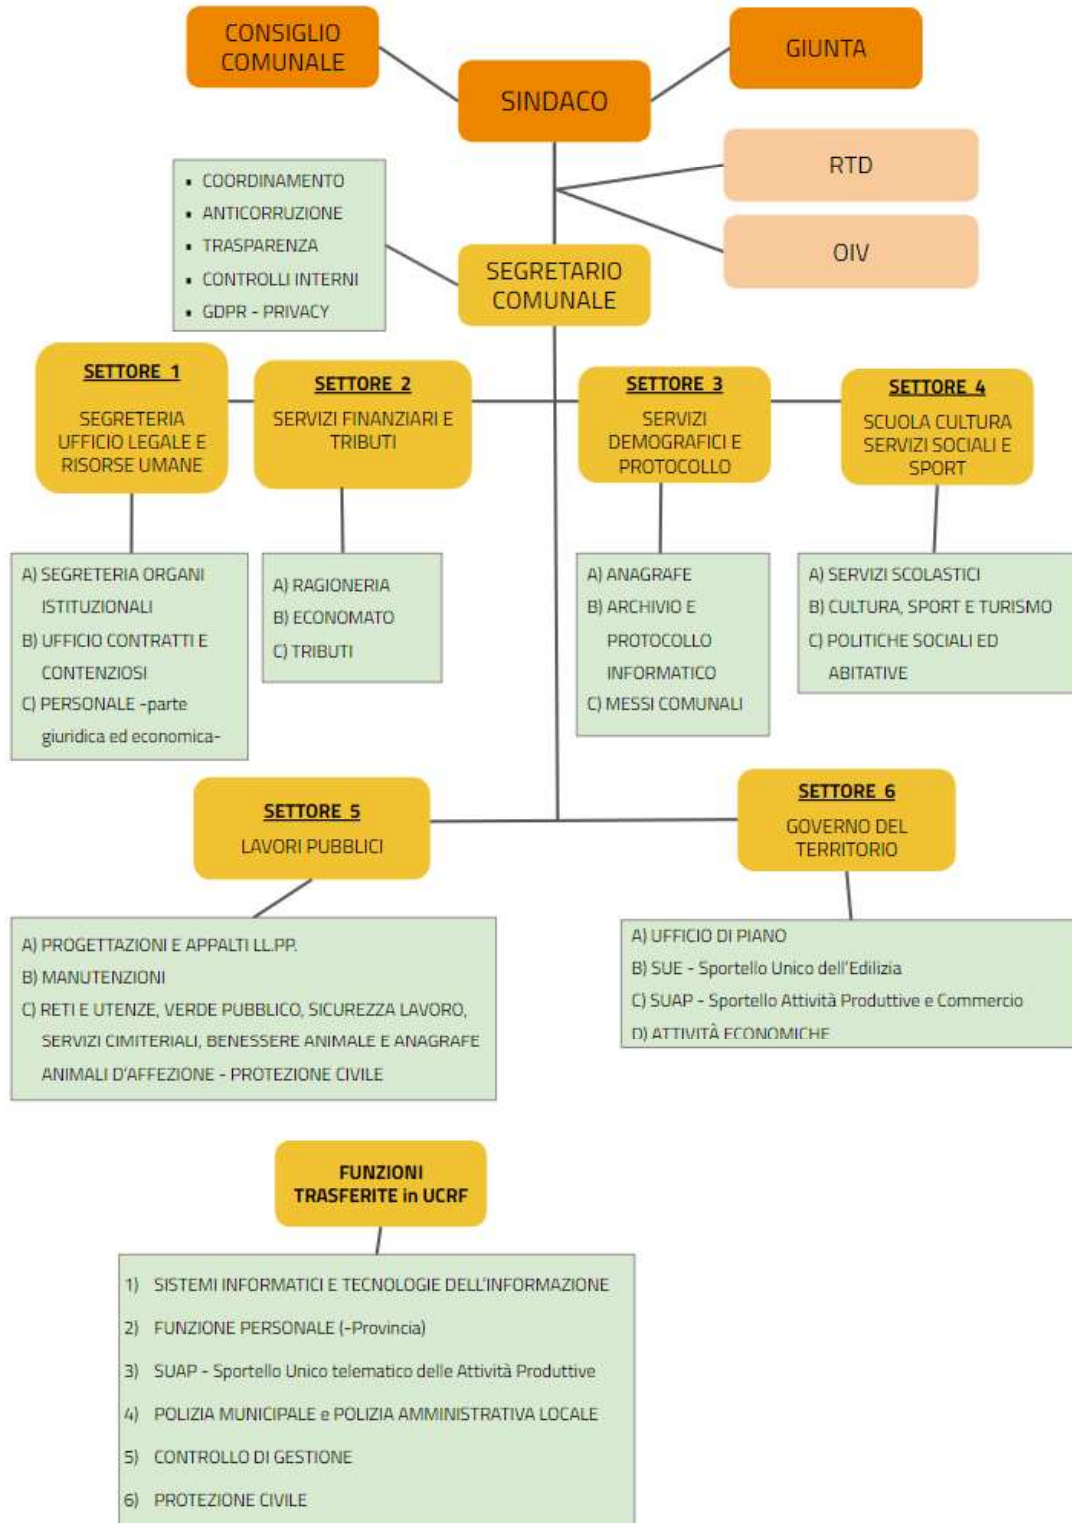 CONSIGLIO
COMUNALE
GIUNTA
SINDACO
RTD
OIV
▪ COORDINAMENTO
▪ ANTICORRUZIONE
▪ TRASPARENZA
▪ CONTROLLI INTERNI
▪ GDPR - PRIVACY
SEGRETARIO
COMUNALE
SETTORE 1
SEGRETERIA
UFFICIO LEGALE E
RISORSE UMANE
SETTORE 2
SERVIZI FINANZIARI E
TRIBUTI
SETTORE 3
SERVIZI
DEMOGRAFICI E
PROTOCOLLO
SETTORE 4
SCUOLA CULTURA
SERVIZI SOCIALI E
SPORT
A) SEGRETERIA ORGANI
ISTITUZIONALI
B) UFFICIO CONTRATTI E
CONTENZIOSI
C) PERSONALE -parte
giuridica ed economica-
A) RAGIONERIA
B) ECONOMATO
C) TRIBUTI
A) ANAGRAFE
B) ARCHIVIO E
PROTOCOLLO
INFORMATICO
C) MESSI COMUNALI
A) SERVIZI SCOLASTICI
B) CULTURA, SPORT E TURISMO
C) POLITICHE SOCIALI ED
ABITATIVE
SETTORE 5
LAVORI PUBBLICI
SETTORE 6
GOVERNO DEL
TERRITORIO
A) PROGETTAZIONI E APPALTI LL.PP.
B) MANUTENZIONI
C) RETI E UTENZE, VERDE PUBBLICO, SICUREZZA LAVORO,
SERVIZI CIMITERIALI, BENESSERE ANIMALE E ANAGRAFE
ANIMALI D'AFFEZIONE - PROTEZIONE CIVILE
A) UFFICIO DI PIANO
B) SUE - Sportello Unico dell'Edilizia
C) SUAP - Sportello Attività Produttive e Commercio
D) ATTIVITÀ ECONOMICHE
FUNZIONI
TRASFERITE in UCRF
1) SISTEMI INFORMATICI E TECNOLOGIE DELL'INFORMAZIONE
2) FUNZIONE PERSONALE (-Provincia)
3) SUAP - Sportello Unico telematico delle Attività Produttive
4) POLIZIA MUNICIPALE e POLIZIA AMMINISTRATIVA LOCALE
5) CONTROLLO DI GESTIONE
6) PROTEZIONE CIVILE